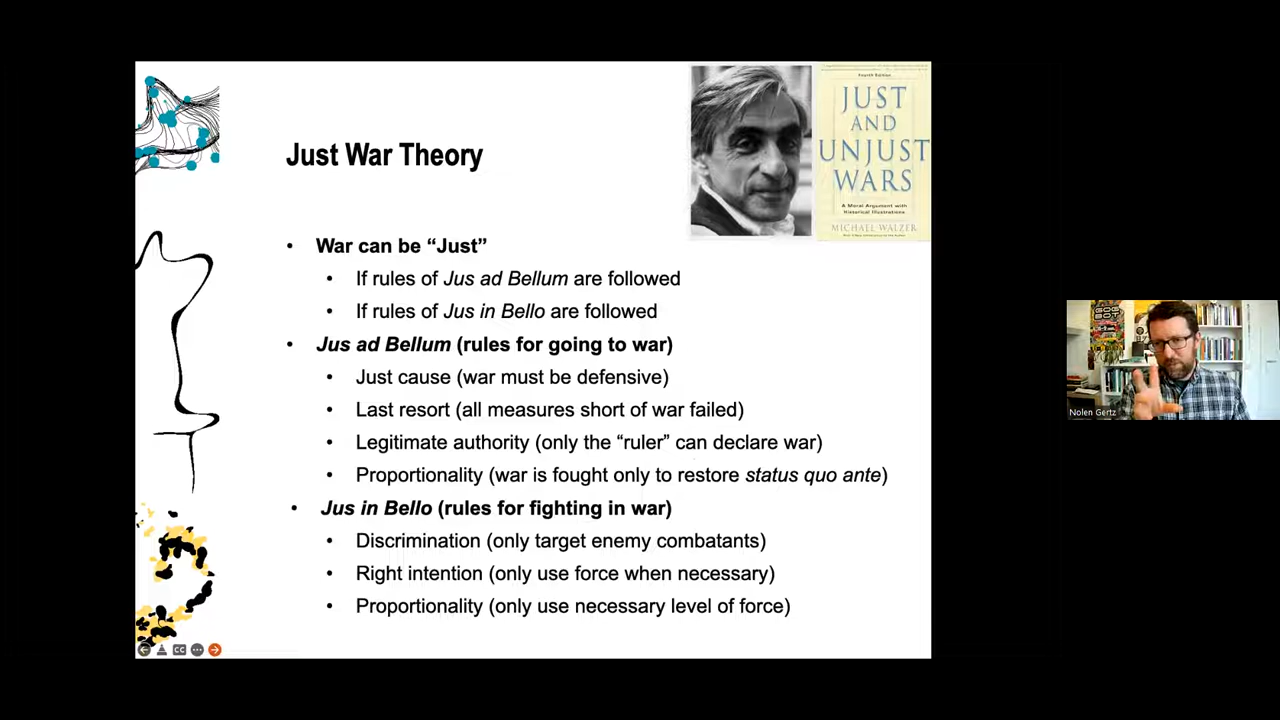 Fourth Edition
JUST
AND
UNJUST
WARS
A Moral Argument with
Historical Illustrations
MICHAEL WALZER
Just War Theory
• War can be “Just”
• If rules of Jus ad Bellum are followed
• If rules of Jus in Bello are followed
• Jus ad Bellum (rules for going to war)
• Just cause (war must be defensive)
• Last resort (all measures short of war failed)
• Legitimate authority (only the “ruler” can declare war)
• Proportionality (war is fought only to restore status quo ante)
• Jus in Bello (rules for fighting in war)
• Discrimination (only target enemy combatants)
• Right intention (only use force when necessary)
• Proportionality (only use necessary level of force)
CC
Nolen Gertz